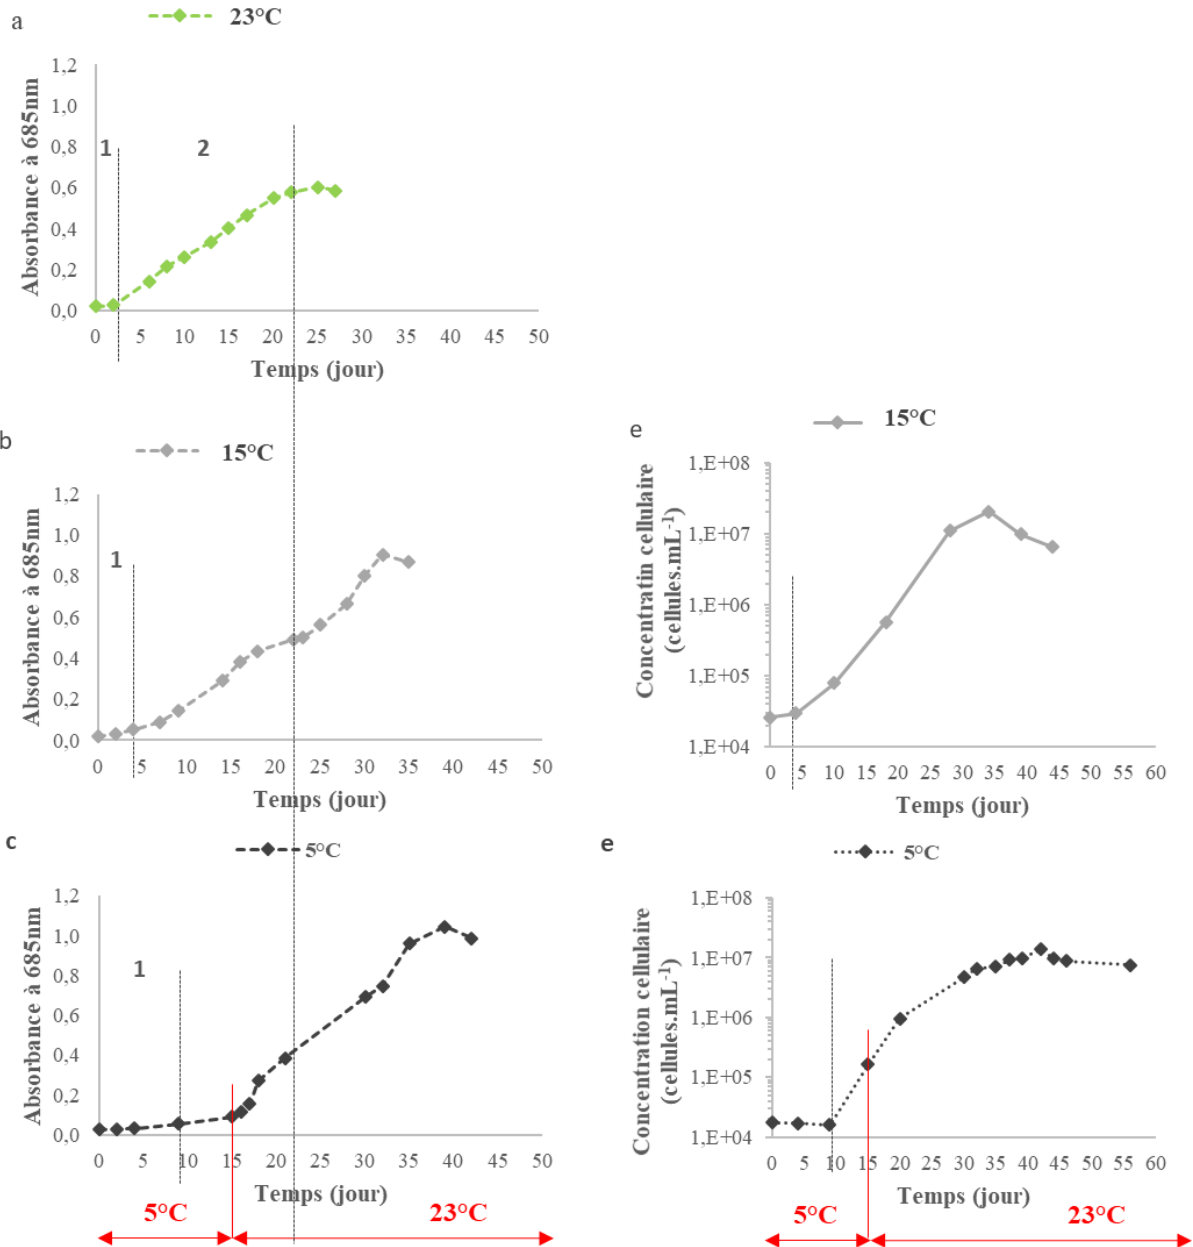 a
23°C
Absorbance à 685nm
1,2
1,0
0,8
0,6
0,4
0,2
0,0
1
2
0 5 10 15 20 25 30 35 40 45 50
Temps (jour)
b
15°C
Absorbance à 685nm
1,2
1,0
0,8
0,6
0,4
0,2
0,0
1
0 5 10 15 20 25 30 35 40 45 50
Temps (jour)
e
15°C
Concentratin cellulaire
(cellules.mL-1)
1,E+08
1,E+07
1,E+06
1,E+05
1,E+04
0 5 10 15 20 25 30 35 40 45 50 55 60
Temps (jour)
c
5°C
Absorbance à 685nm
1,2
1,0
0,8
0,6
0,4
0,2
0,0
1
0 5 10 15 20 25 30 35 40 45 50
Temps (jour)
5°C
23°C
e
5°C
Concentration cellulaire
(cellules.mL-1)
1,E+08
1,E+07
1,E+06
1,E+05
1,E+04
0 5 10 15 20 25 30 35 40 45 50 55 60
Temps (jour)
5°C
23°C